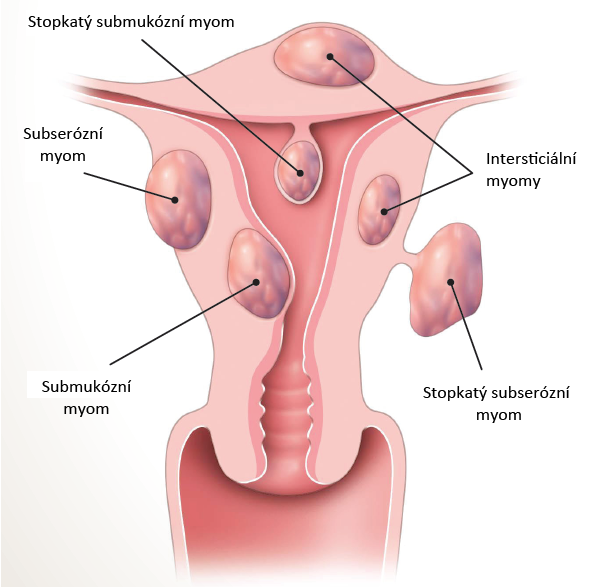 Stopkatý submukózní myom
Subserózní
myom
Intersticiální
myomy
Submukózní
myom
Stopkatý subserózní
myom